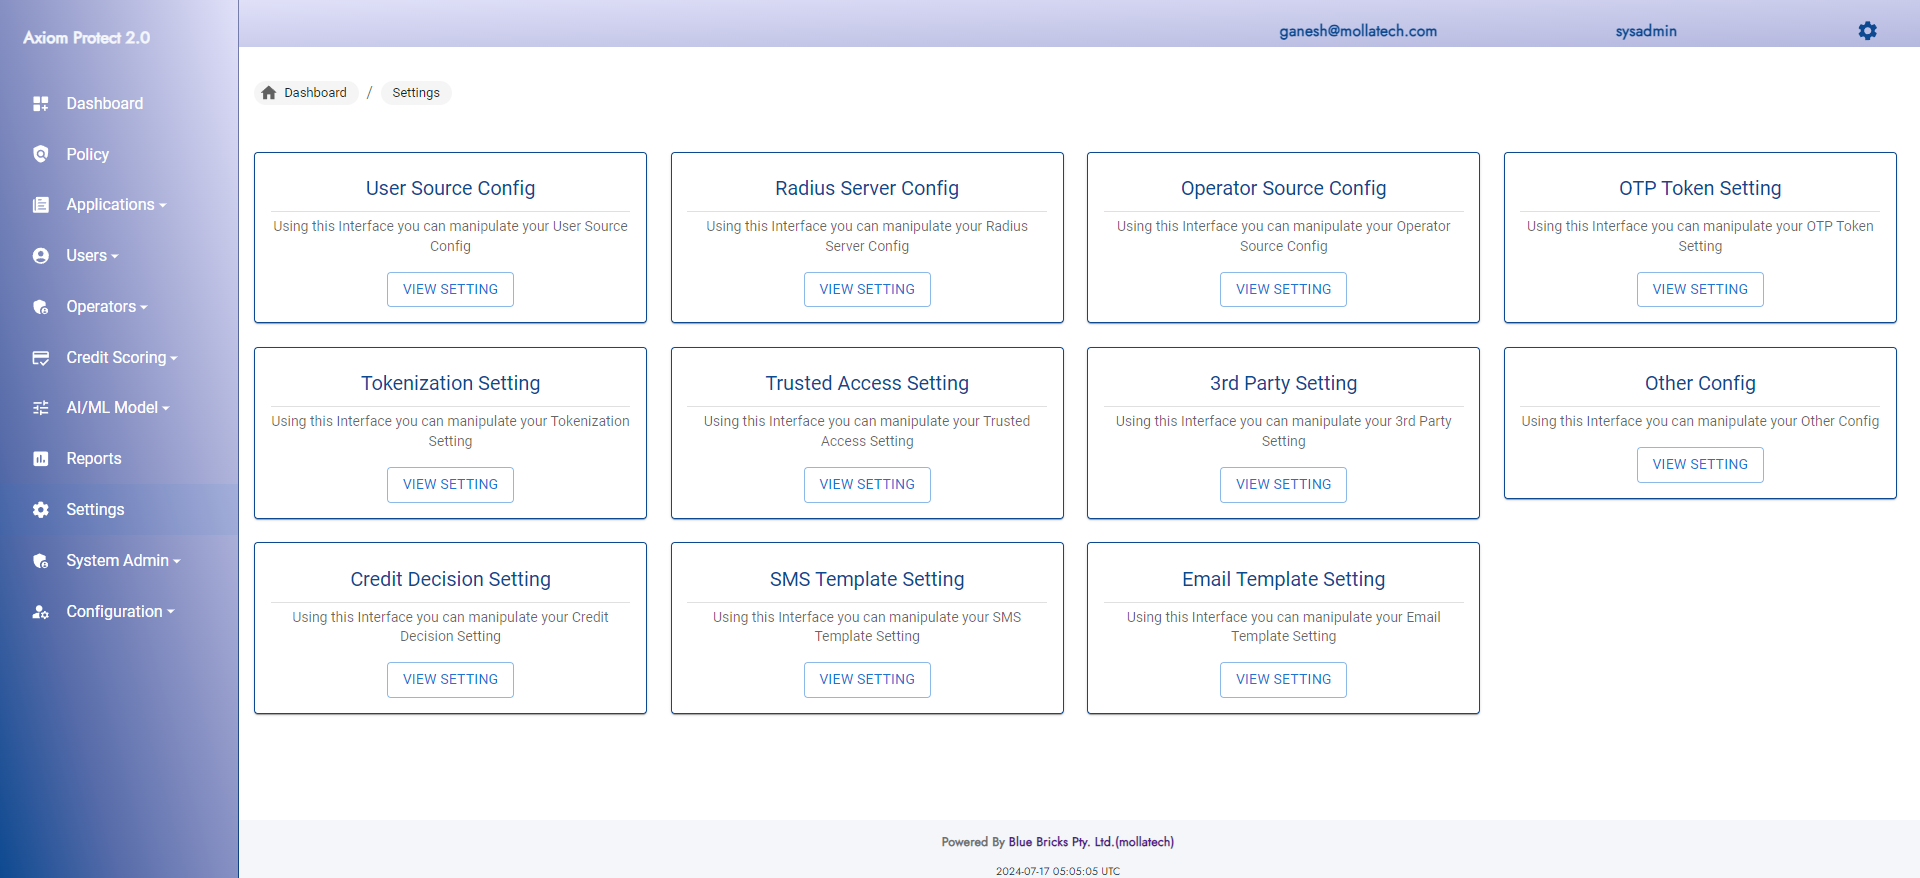 Axiom Protect 2.0
ganesh@mollatech.com
sysadmin
Dashboard
Policy
Applications
Users
Operators
Credit Scoring
AI/ML Model
Reports
Settings
System Admin
Configuration
Dashboard / Settings
User Source Config
Using this Interface you can manipulate your User Source
Config
VIEW SETTING
Radius Server Config
Using this Interface you can manipulate your Radius
Server Config
VIEW SETTING
Operator Source Config
Using this Interface you can manipulate your Operator
Source Config
VIEW SETTING
OTP Token Setting
Using this Interface you can manipulate your OTP Token
Setting
VIEW SETTING
Tokenization Setting
Using this Interface you can manipulate your Tokenization
Setting
VIEW SETTING
Trusted Access Setting
Using this Interface you can manipulate your Trusted
Access Setting
VIEW SETTING
3rd Party Setting
Using this Interface you can manipulate your 3rd Party
Setting
VIEW SETTING
Other Config
Using this Interface you can manipulate your Other Config
VIEW SETTING
Credit Decision Setting
Using this Interface you can manipulate your Credit
Decision Setting
VIEW SETTING
SMS Template Setting
Using this Interface you can manipulate your SMS
Template Setting
VIEW SETTING
Email Template Setting
Using this Interface you can manipulate your Email
Template Setting
VIEW SETTING
Powered By Blue Bricks Pty. Ltd.(mollatech)
2024-07-17 05:05:05 UTC